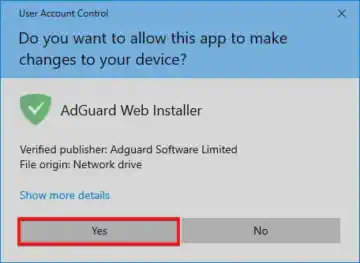 User Account Control
Do you want to allow this app to make
changes to your device?
AdGuard Web Installer
Verified publisher: Adguard Software Limited
File origin: Network drive
Show more details
Yes
No